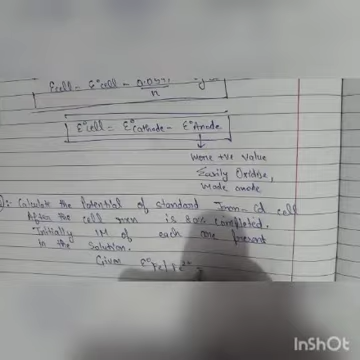 Ecell = E°cell - 0.0591
n
E°cell = E°Cathode - E°Anode
More +ve value
Easily Oxidise,
Made anode
Calculate the Potential of standard Iron-Cd cell
After the cell rxn is 80% completed.
Initially 1M of each are present
in the Solution.
Given E°Fe/Fe2+
InShOt